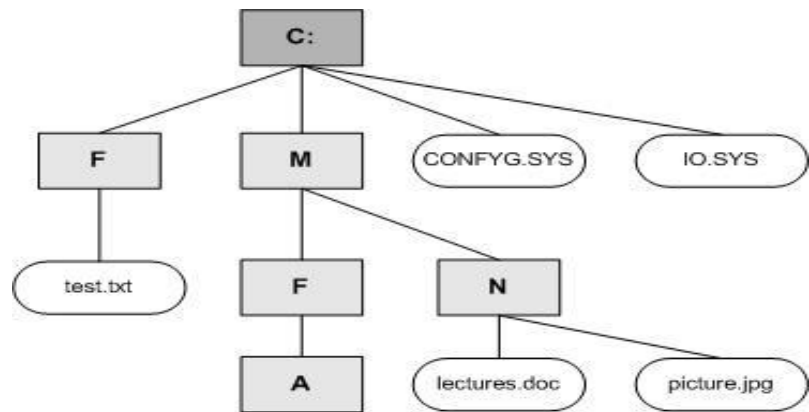 C:
F
M
CONFYG.SYS
IO.SYS
test.txt
F
N
A
lectures.doc
picture.jpg